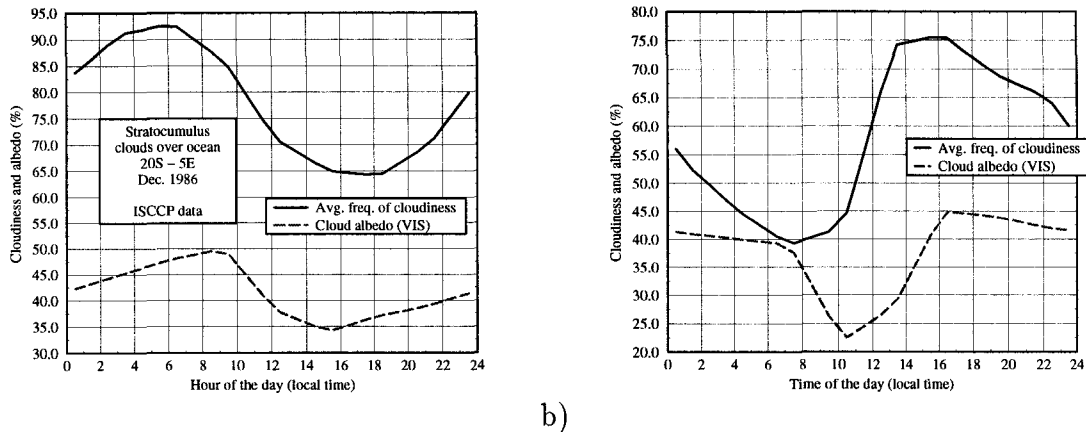 95.0
90.0
85.0
80.0
75.0
70.0
65.0
60.0
55.0
50.0
45.0
40.0
35.0
30.0
Cloudiness and albedo (%)
Stratocumulus
clouds over ocean
20S – 5E
Dec. 1986
ISCCP data
Avg. freq. of cloudiness
Cloud albedo (VIS)
0 2 4 6 8 10 12 14 16 18 20 22 24
Hour of the day (local time)
b)
80.0
75.0
70.0
65.0
60.0
55.0
50.0
45.0
40.0
35.0
30.0
25.0
20.0
Cloudiness and albedo (%)
Avg. freq. of cloudiness
Cloud albedo (VIS)
0 2 4 6 8 10 12 14 16 18 20 22 24
Time of the day (local time)